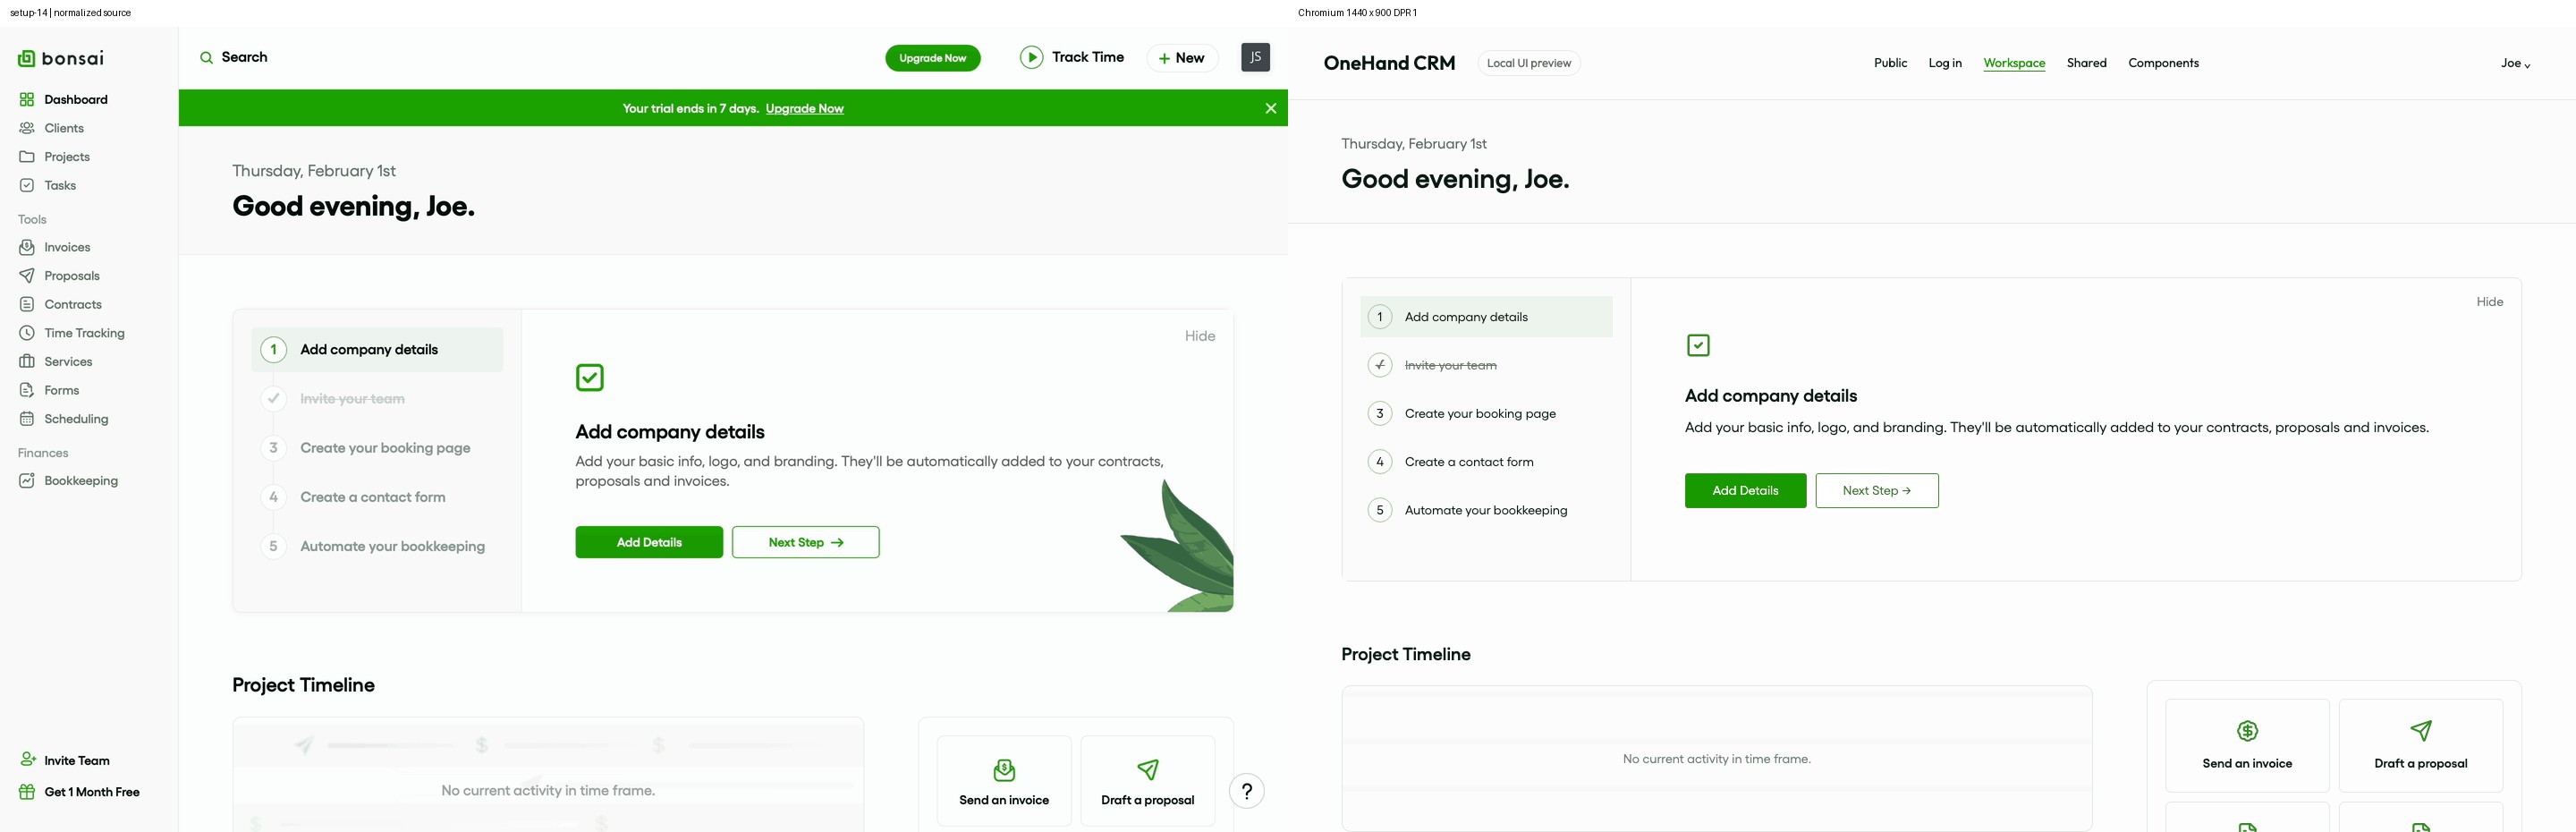 setup-14 | normalized source
bonsai
Dashboard
Clients
Projects
Tasks
Tools
Invoices
Proposals
Contracts
Time Tracking
Services
Forms
Scheduling
Finances
Bookkeeping
Invite Team
Get 1 Month Free
Search
Upgrade Now
Track Time
+ New
JS
Your trial ends in 7 days. Upgrade Now
Thursday, February 1st
Good evening, Joe.
1 Add company details
Invite your team
3 Create your booking page
4 Create a contact form
5 Automate your bookkeeping
Hide
Add company details
Add your basic info, logo, and branding. They'll be automatically added to your contracts,
proposals and invoices.
Add Details
Next Step →
Project Timeline
No current activity in time frame.
Send an invoice
Draft a proposal
?
Chromium 1440 x 900 DPR 1
OneHand CRM
Local UI preview
Public
Log in
Workspace
Shared
Components
Joe
Thursday, February 1st
Good evening, Joe.
1 Add company details
Invite your team
3 Create your booking page
4 Create a contact form
5 Automate your bookkeeping
Hide
Add company details
Add your basic info, logo, and branding. They'll be automatically added to your contracts, proposals and invoices.
Add Details
Next Step →
Project Timeline
No current activity in time frame.
Send an invoice
Draft a proposal